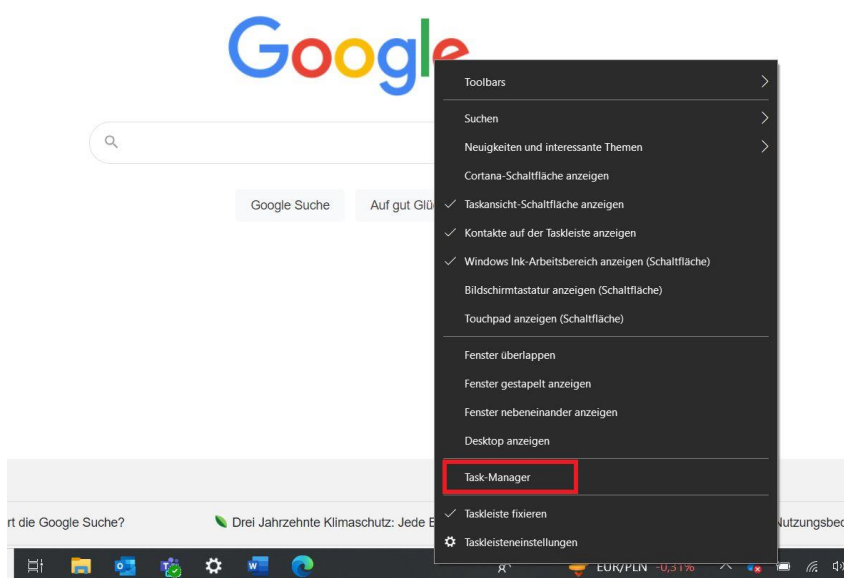 Google
Toolbars
Suchen
Neuigkeiten und interessante Themen
Cortana-Schaltfläche anzeigen
Google Suche
Auf gut Glü
Taskansicht-Schaltfläche anzeigen
Kontakte auf der Taskleiste anzeigen
Windows Ink-Arbeitsbereich anzeigen (Schaltfläche)
Bildschirmtastatur anzeigen (Schaltfläche)
Touchpad anzeigen (Schaltfläche)
Fenster überlappen
Fenster gestapelt anzeigen
Fenster nebeneinander anzeigen
Desktop anzeigen
Task-Manager
Taskleiste fixieren
rt die Google Suche?
Drei Jahrzehnte Klimaschutz: Jede E
Nutzungsbed
Taskleisteneinstellungen
EUR/PLN -0,31%